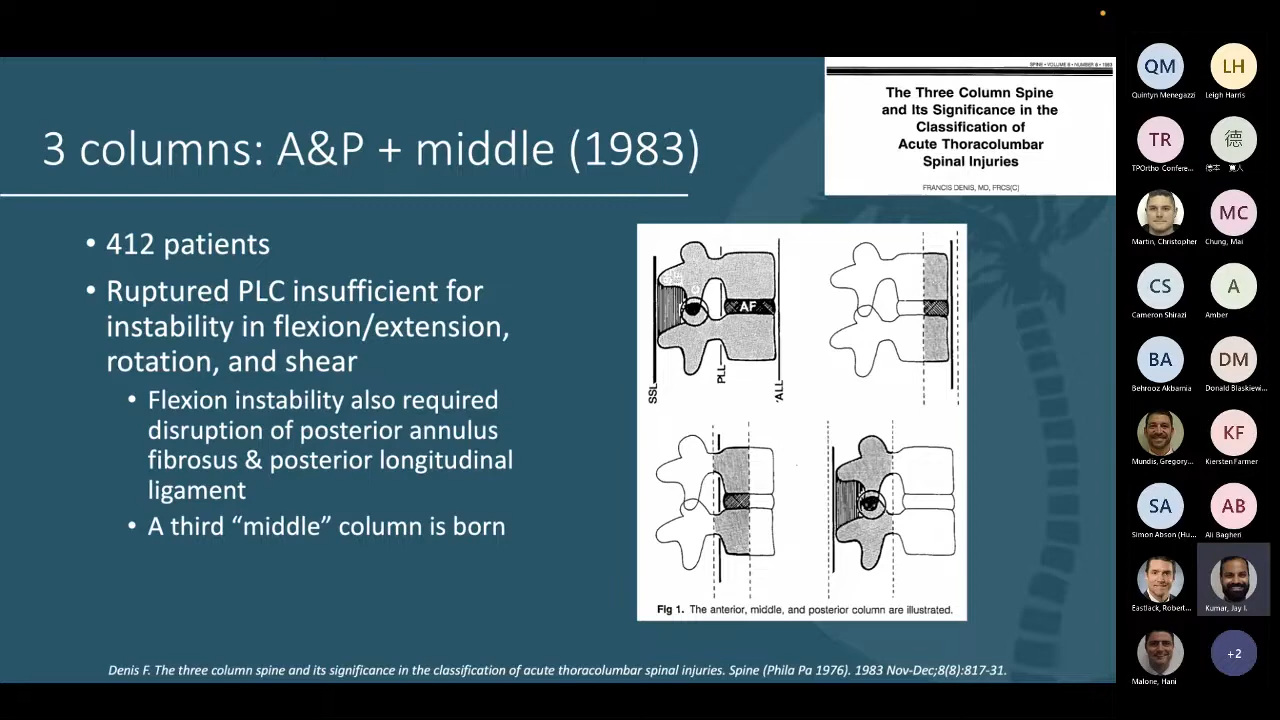 3 columns: A&P + middle (1983)
SPINE • VOLUME 8 • NUMBER 8 • 1983
The Three Column Spine
and Its Significance in the
Classification of
Acute Thoracolumbar
Spinal Injuries
FRANCIS DENIS, MD, FRCS(C)
• 412 patients
• Ruptured PLC insufficient for
instability in flexion/extension,
rotation, and shear
• Flexion instability also required
disruption of posterior annulus
fibrosus & posterior longitudinal
ligament
• A third “middle” column is born
AF
SSL
PLL
ALL
Fig 1. The anterior, middle, and posterior column are illustrated.
Denis F. The three column spine and its significance in the classification of acute thoracolumbar spinal injuries. Spine (Phila Pa 1976). 1983 Nov-Dec;8(8):817-31.
QM
Quintyn Menegazzi
LH
Leigh Harris
TR
TPOrtho Confere...
徳
Martin, Christopher
MC
Chung, Mai
CS
Cameron Shirazi
A
Amber
BA
Behrooz Akbarnia
DM
Donald Blaskiewi...
Mundis, Gregory...
KF
Kiersten Farmer
SA
Simon Abson (Hu...
AB
Ali Bagheri
Eastlack, Robert...
Kumar, Jay I.
Malone, Hani
+2